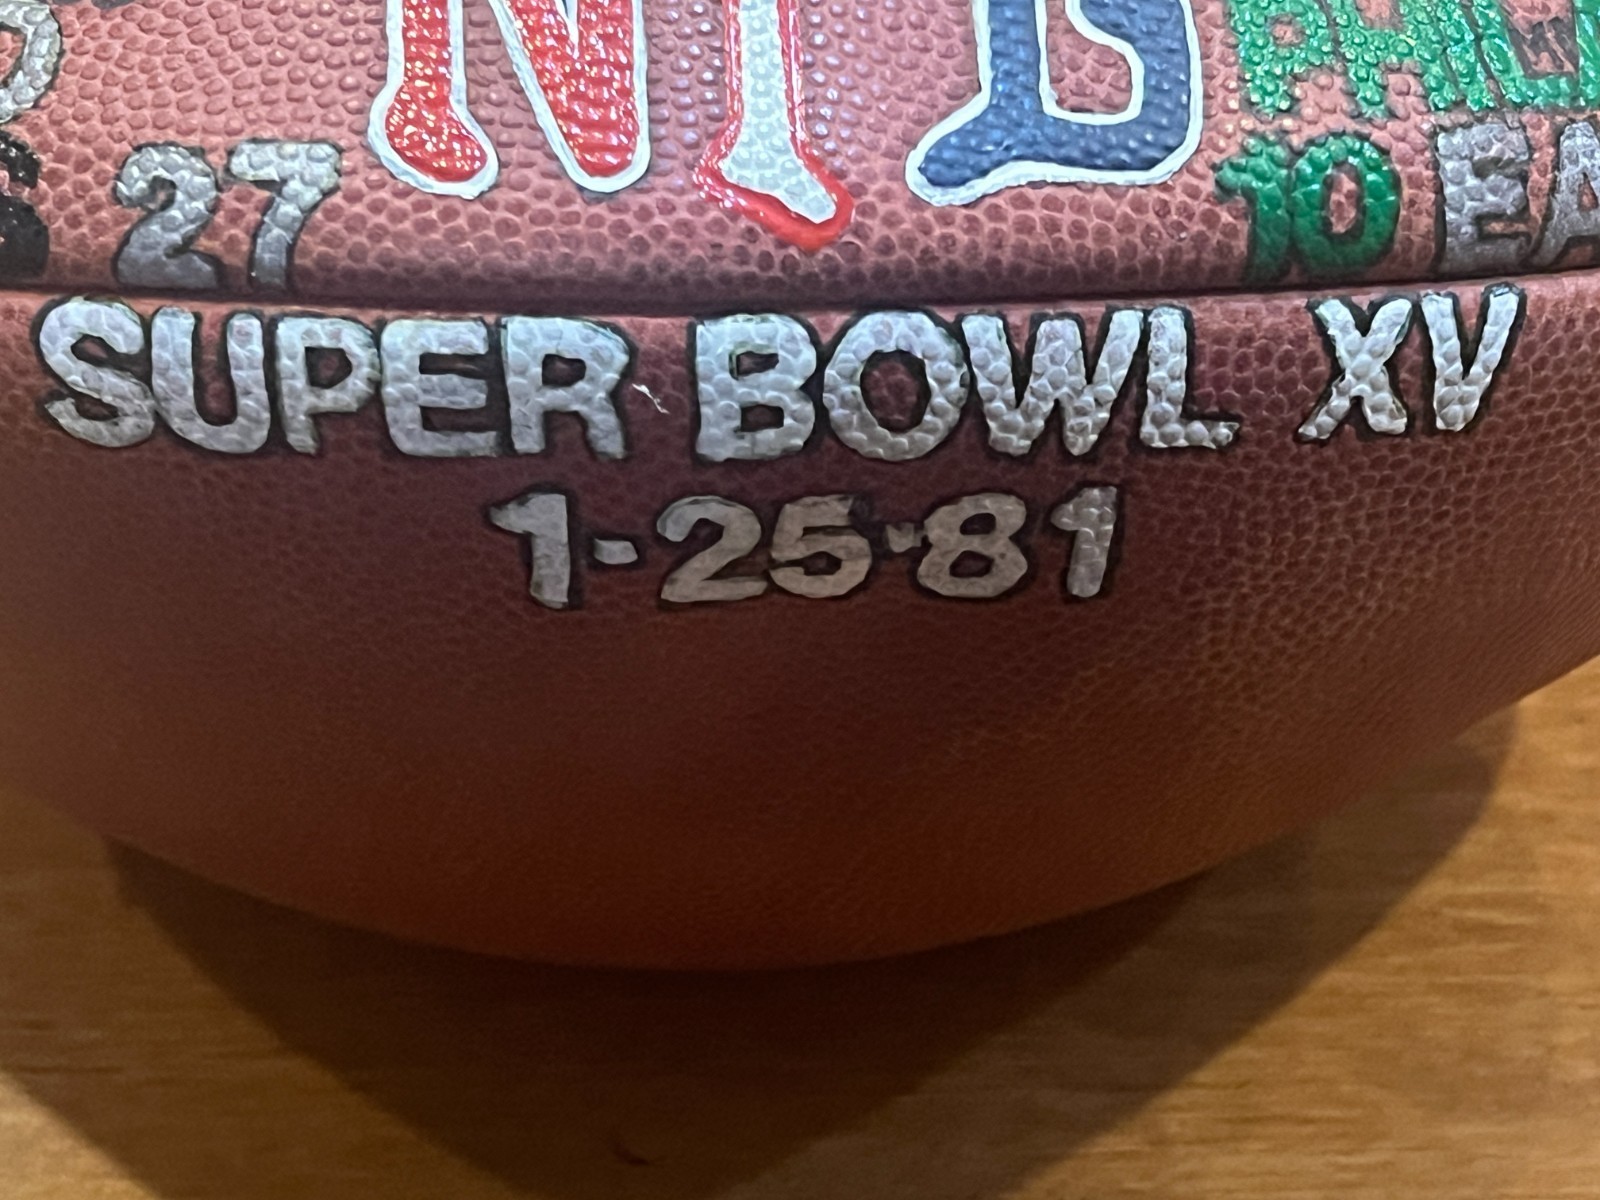 27
10
SUPER BOWL XV
1-25-81